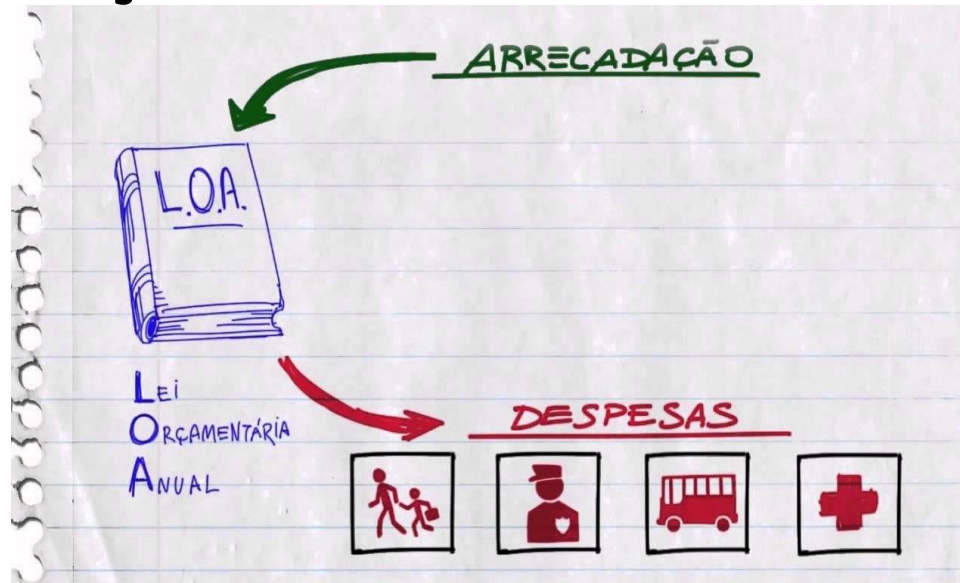 ARRECADAÇÃO
L.O.A.
LEI
ORÇAMENTÁRIA
ANUAL
DESPESAS